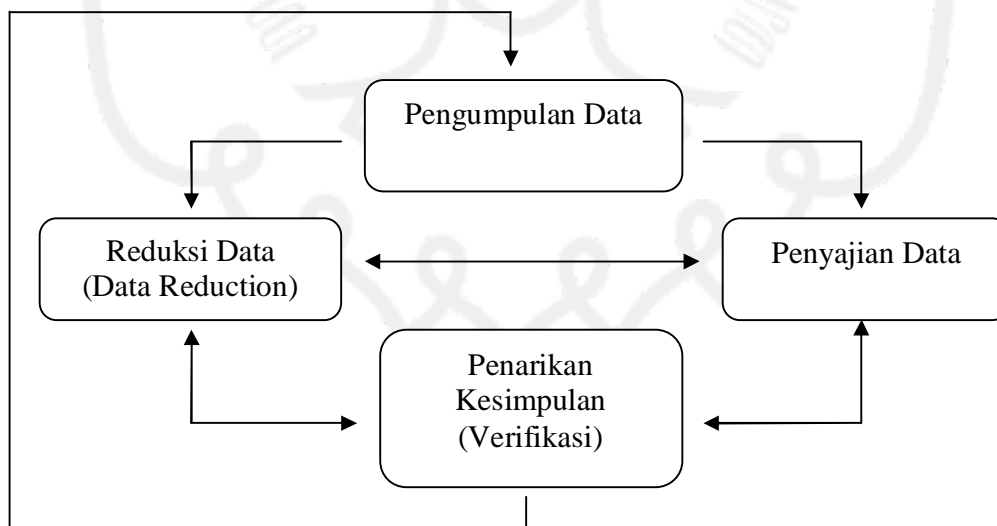 Pengumpulan Data
Reduksi Data
(Data Reduction)
Penyajian Data
Penarikan
Kesimpulan
(Verifikasi)